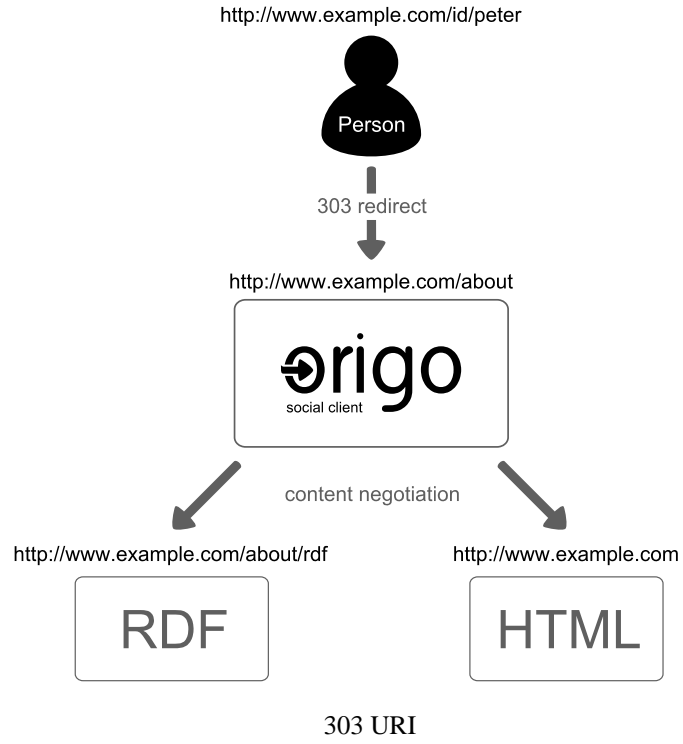 http://www.example.com/id/peter
Person
303 redirect
http://www.example.com/about
origo
social client
content negotiation
http://www.example.com/about/rdf
http://www.example.com
RDF
HTML
303 URI